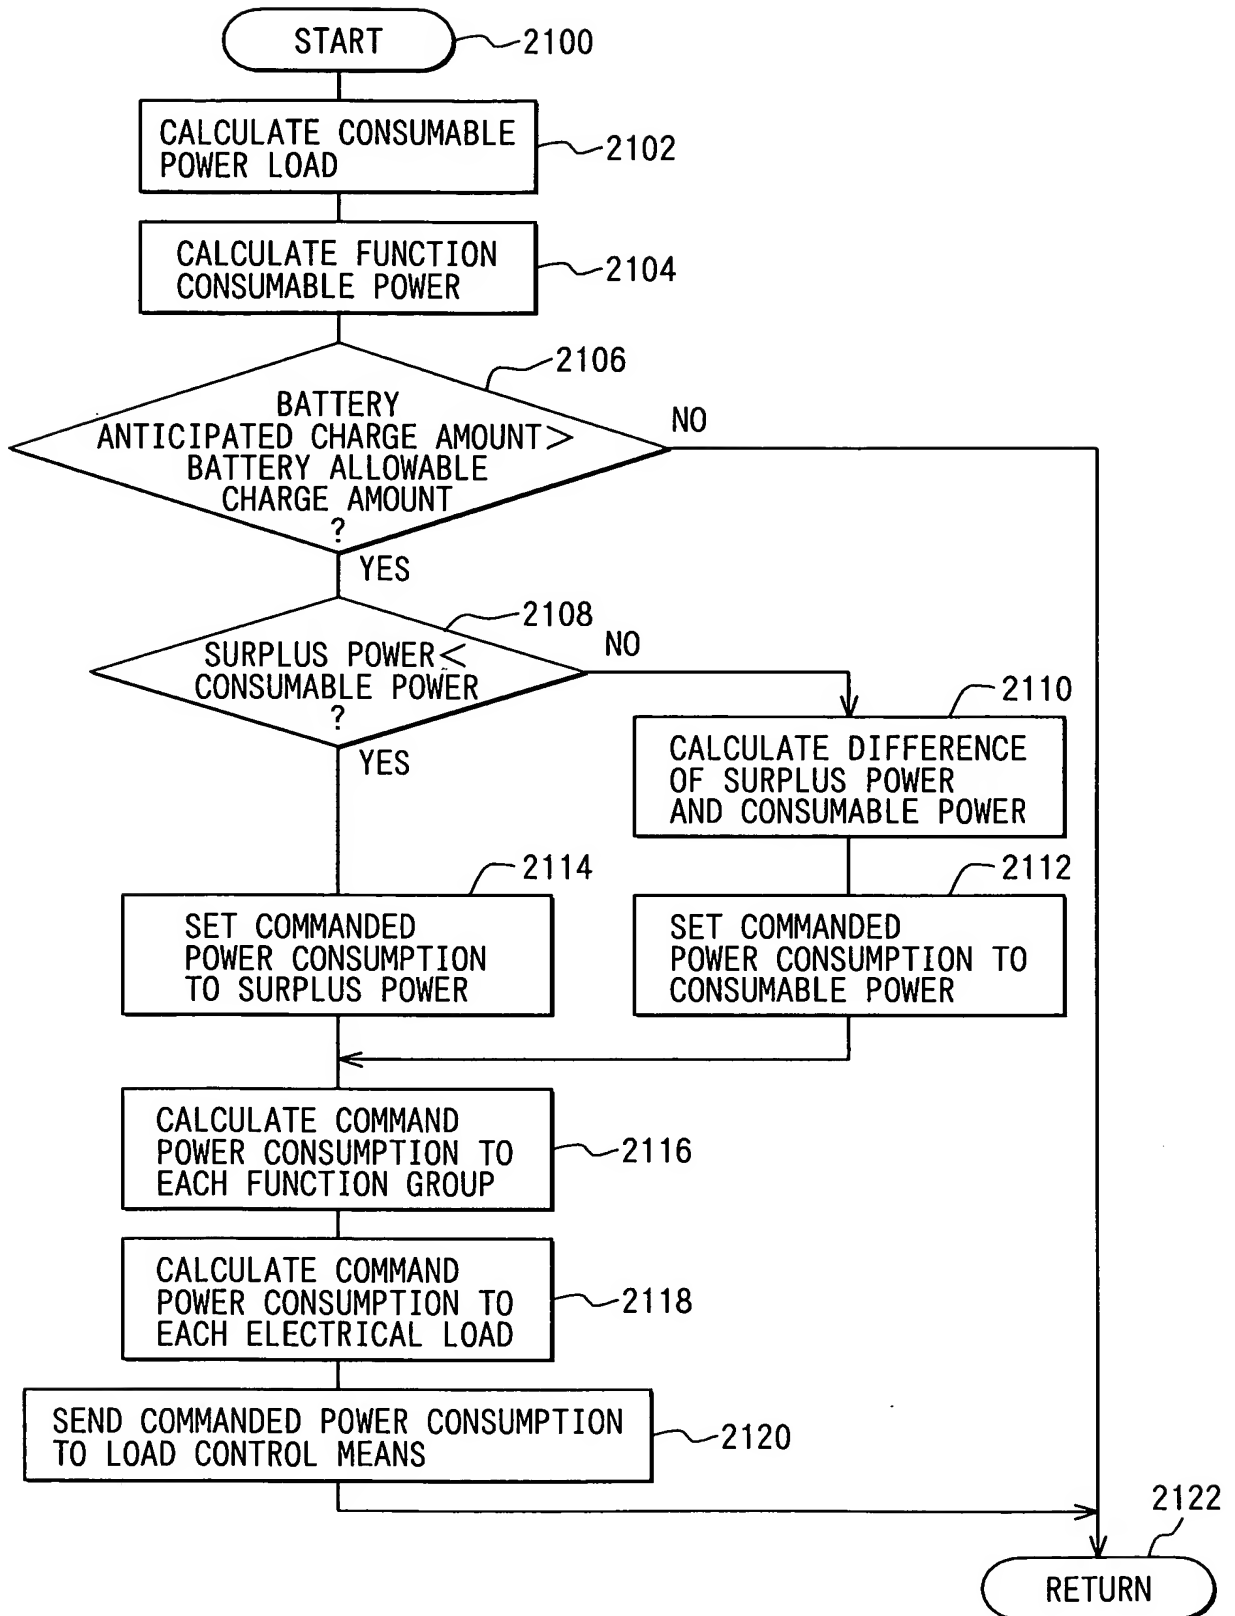 START
2100
CALCULATE CONSUMABLE
POWER LOAD
2102
CALCULATE FUNCTION
CONSUMABLE POWER
2104
2106
BATTERY
ANTICIPATED CHARGE AMOUNT>
BATTERY ALLOWABLE
CHARGE AMOUNT
?
NO
YES
2108
SURPLUS POWER<
CONSUMABLE POWER
?
NO
YES
2110
CALCULATE DIFFERENCE
OF SURPLUS POWER
AND CONSUMABLE POWER
2114
SET COMMANDED
POWER CONSUMPTION
TO SURPLUS POWER
2112
SET COMMANDED
POWER CONSUMPTION TO
CONSUMABLE POWER
CALCULATE COMMAND
POWER CONSUMPTION TO
EACH FUNCTION GROUP
2116
CALCULATE COMMAND
POWER CONSUMPTION TO
EACH ELECTRICAL LOAD
2118
SEND COMMANDED POWER CONSUMPTION
TO LOAD CONTROL MEANS
2120
2122
RETURN